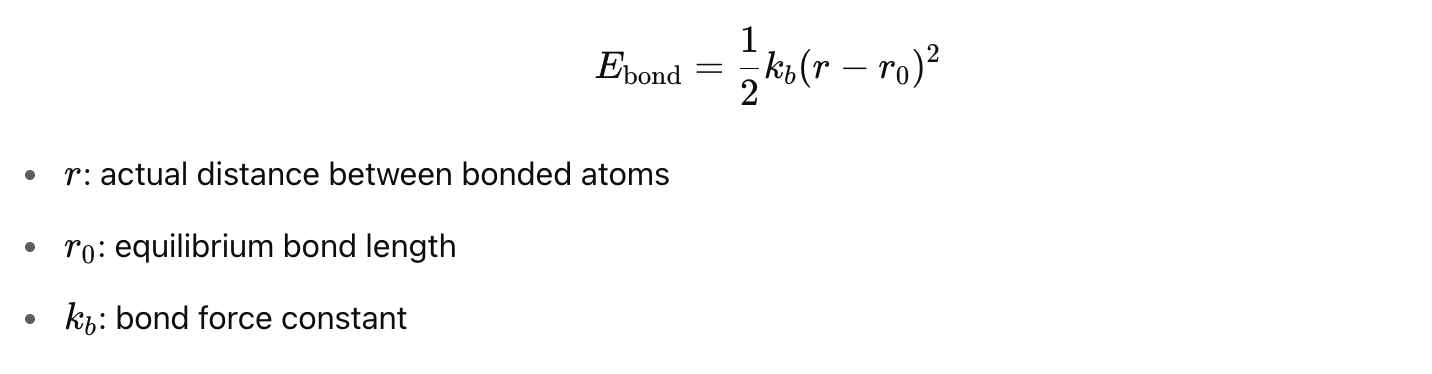 E_bond = 1/2 k_b(r − r_0)^2
• r: actual distance between bonded atoms
• r_0: equilibrium bond length
• k_b: bond force constant